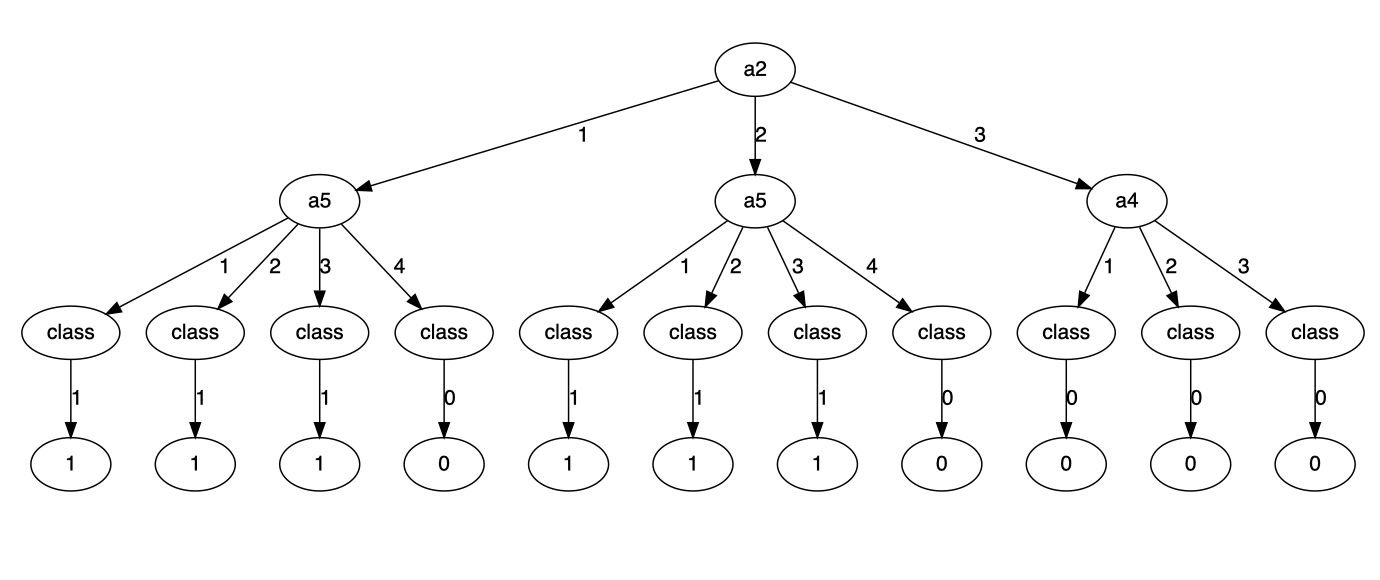 a2
1 2 3
a5 a5 a4
1 2 3 4 1 2 3 4 1 2 3
class class class class class class class class class class class
1 1 1 0 1 1 1 0 0 0 0
1 1 1 0 1 1 1 0 0 0 0